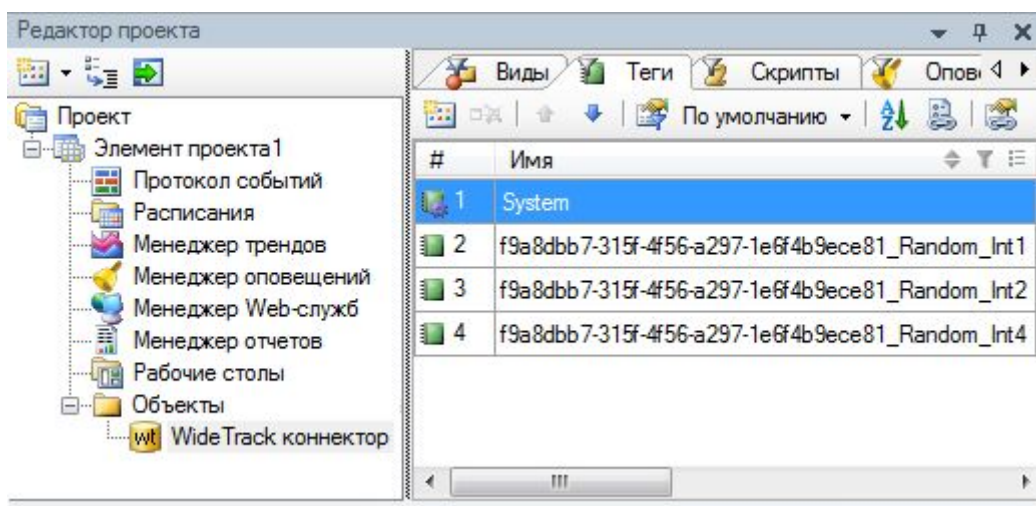 Редактор проекта
Виды Теги Скрипты Опов
По умолчанию
Проект
Элемент проекта1
Протокол событий
Расписания
Менеджер трендов
Менеджер оповещений
Менеджер Web-служб
Менеджер отчетов
Рабочие столы
Объекты
wt WideTrack коннектор
# Имя
1 System
2 f9a8dbb7-315f-4f56-a297-1e6f4b9ece81_Random_Int1
3 f9a8dbb7-315f-4f56-a297-1e6f4b9ece81_Random_Int2
4 f9a8dbb7-315f-4f56-a297-1e6f4b9ece81_Random_Int4